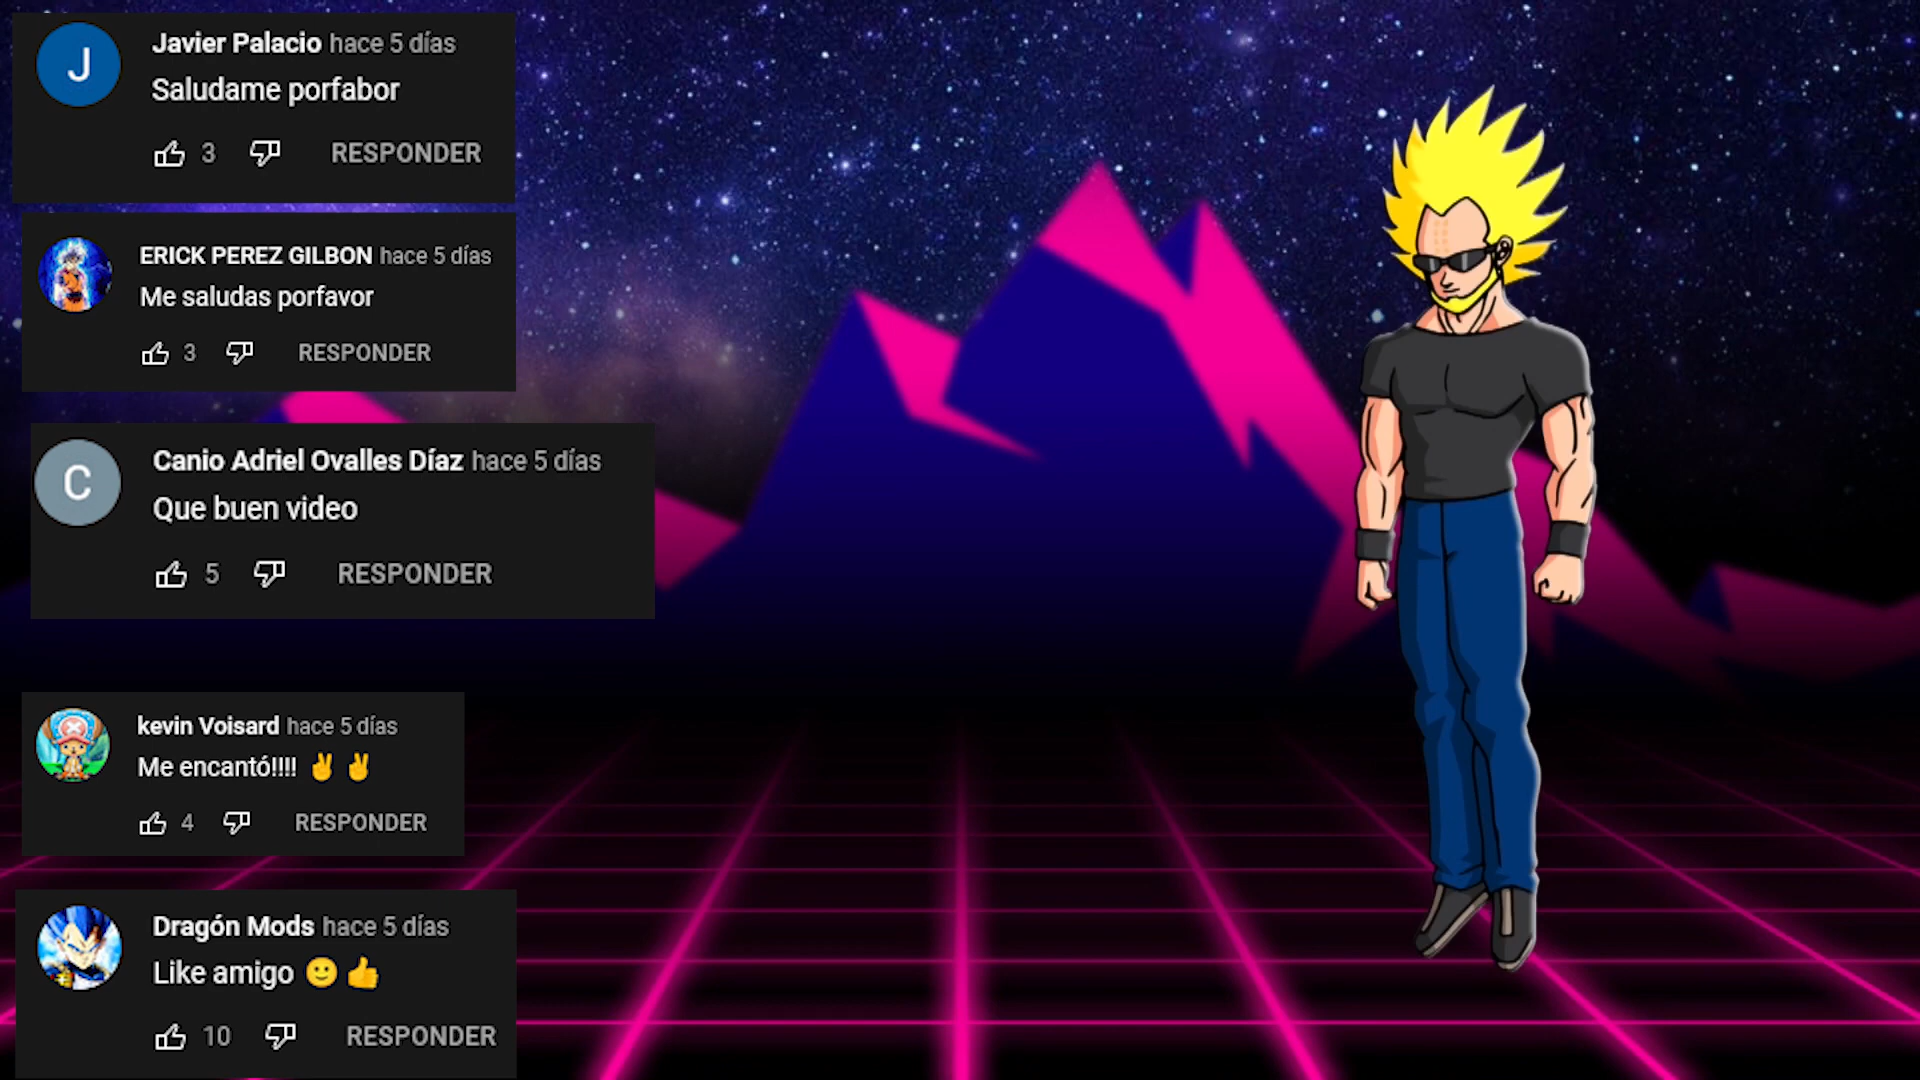 J
Javier Palacio hace 5 días
Saludame porfabor
3 RESPONDER
ERICK PEREZ GILBON hace 5 días
Me saludas porfavor
3 RESPONDER
C
Canio Adriel Ovalles Díaz hace 5 días
Que buen video
5 RESPONDER
kevin Voisard hace 5 días
Me encantó!!!! ✌️ ✌️
4 RESPONDER
Dragón Mods hace 5 días
Like amigo 🙂 👍
10 RESPONDER